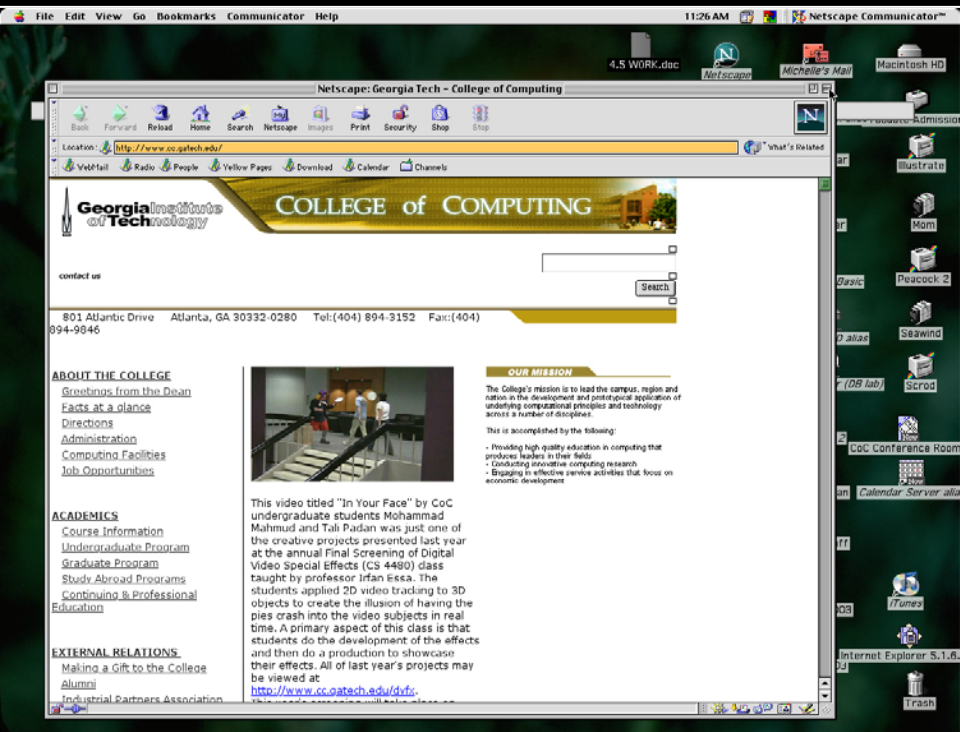 File Edit View Go Bookmarks Communicator Help
11:26 AM
Netscape Communicator™
4.5 WORK.doc
Netscape
Michelle's Mail
Macintosh HD
Netscape: Georgia Tech - College of Computing
Back Forward Reload Home Search Netscape Images Print Security Shop Stop
N
Location: http://www.cc.gatech.edu/
What's Related
WebMail Radio People Yellow Pages Download Calendar Channels
Georgia Institute
of Technology
COLLEGE of COMPUTING
contact us
Search
801 Atlantic Drive Atlanta, GA 30332-0280 Tel:(404) 894-3152 Fax:(404)
894-9846
ABOUT THE COLLEGE
Greetings from the Dean
Facts at a glance
Directions
Administration
Computing Facilities
Job Opportunities
ACADEMICS
Course Information
Undergraduate Program
Graduate Program
Study Abroad Programs
Continuing & Professional
Education
EXTERNAL RELATIONS
Making a Gift to the College
Alumni
Industrial Partners Association
This video titled "In Your Face" by CoC
undergraduate students Mohammad
Mahmud and Tali Padan was just one of
the creative projects presented last year
at the annual Final Screening of Digital
Video Special Effects (CS 4480) class
taught by professor Irfan Essa. The
students applied 2D video tracking to 3D
objects to create the illusion of having the
pies crash into the video subjects in real
time. A primary aspect of this class is that
students do the development of the effects
and then do a production to showcase
their effects. All of last year's projects may
be viewed at
http://www.cc.gatech.edu/dvfx.
OUR MISSION
The College's mission is to lead the campus, region and
nation in the development and prototypical application of
underlying computational principles and technology
across a number of disciplines.
This is accomplished by the following:
- Providing high quality education in computing that
produces leaders in their fields
- Conducting innovative computing research
- Engaging in effective service activities that focus on
economic development
Admission
Illustrate
Mom
Peacock 2
Basic
Seawind
D alias
r (DB lab)
Scrod
CoC Conference Room
Calendar Server alia
iTunes
Internet Explorer 5.1.6
Trash